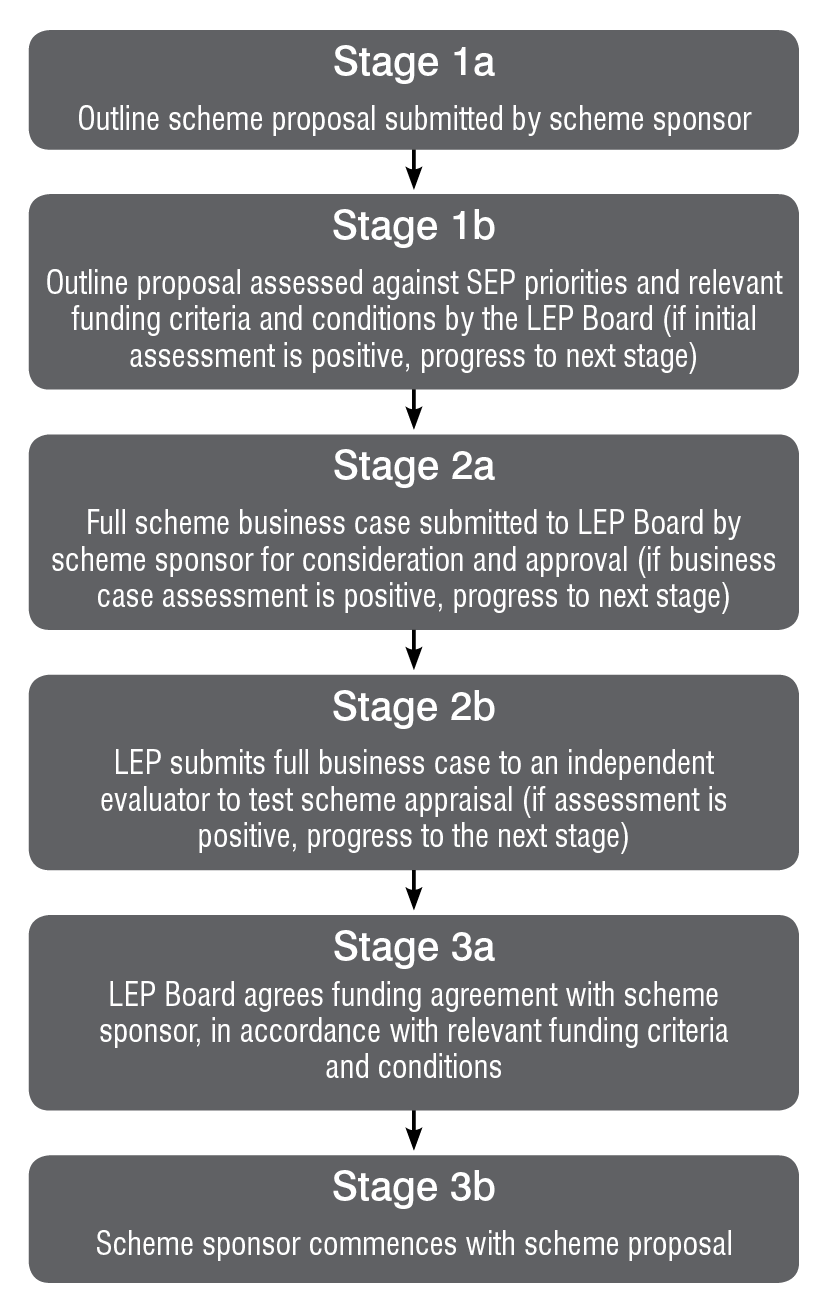 Stage 1a
Outline scheme proposal submitted by scheme sponsor
Stage 1b
Outline proposal assessed against SEP priorities and relevant
funding criteria and conditions by the LEP Board (if initial
assessment is positive, progress to next stage)
Stage 2a
Full scheme business case submitted to LEP Board by
scheme sponsor for consideration and approval (if business
case assessment is positive, progress to next stage)
Stage 2b
LEP submits full business case to an independent
evaluator to test scheme appraisal (if assessment is
positive, progress to the next stage)
Stage 3a
LEP Board agrees funding agreement with scheme
sponsor, in accordance with relevant funding criteria
and conditions
Stage 3b
Scheme sponsor commences with scheme proposal